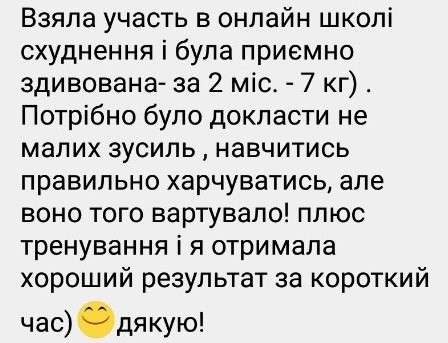 Взяла участь в онлайн школі
схуднення і була приємно
здивована- за 2 міс. - 7 кг) .
Потрібно було докласти не
малих зусиль , навчитись
правильно харчуватись, але
воно того вартувало! плюс
тренування і я отримала
хороший результат за короткий
час)😊дякую!